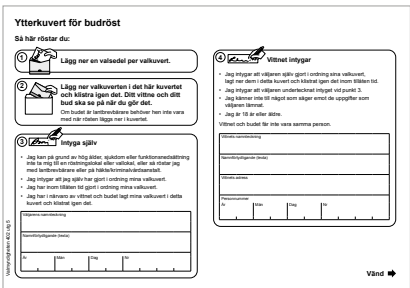 Ytterkuvert för budröst
Så här röstar du:
1
Lägg ner en valsedel per valkuvert.
2
Lägg ner valkuverten i det här kuvertet
och klistra igen det. Ditt vittne och ditt
bud ska se på när du gör det.
Om budet är lantbrevbärare behöver hen inte vara
med när rösten läggs ner i kuvertet.
3
Intyga själv
• Jag kan på grund av hög ålder, sjukdom eller funktionsnedsättning
inte ta mig till en röstningslokal eller vallokal, eller så röstar jag
med lantbrevbärare eller på häkte/kriminalvårdsanstalt.
• Jag intygar att jag själv har gjort i ordning mina valkuvert.
• Jag har inom tillåten tid gjort i ordning mina valkuvert.
• Jag har i närvaro av vittnet och budet lagt mina valkuvert i detta
kuvert och klistrat igen det.
Väljarens namnteckning
Namnförtydligande (texta)
År Mån Dag Nr
Valmyndigheten 402 utg 5
4
Vittnet intygar
• Jag intygar att väljaren själv gjort i ordning sina valkuvert,
lagt ner dem i detta kuvert och klistrat igen det inom tillåten tid.
• Jag intygar att väljaren undertecknat intyget vid punkt 3.
• Jag känner inte till något som säger emot de uppgifter som
väljaren lämnat.
• Jag är 18 år eller äldre.
Vittnet och budet får inte vara samma person.
Vittnets namnteckning
Namnförtydligande (texta)
Vittnets adress
Personnummer
År Mån Dag Nr
Vänd